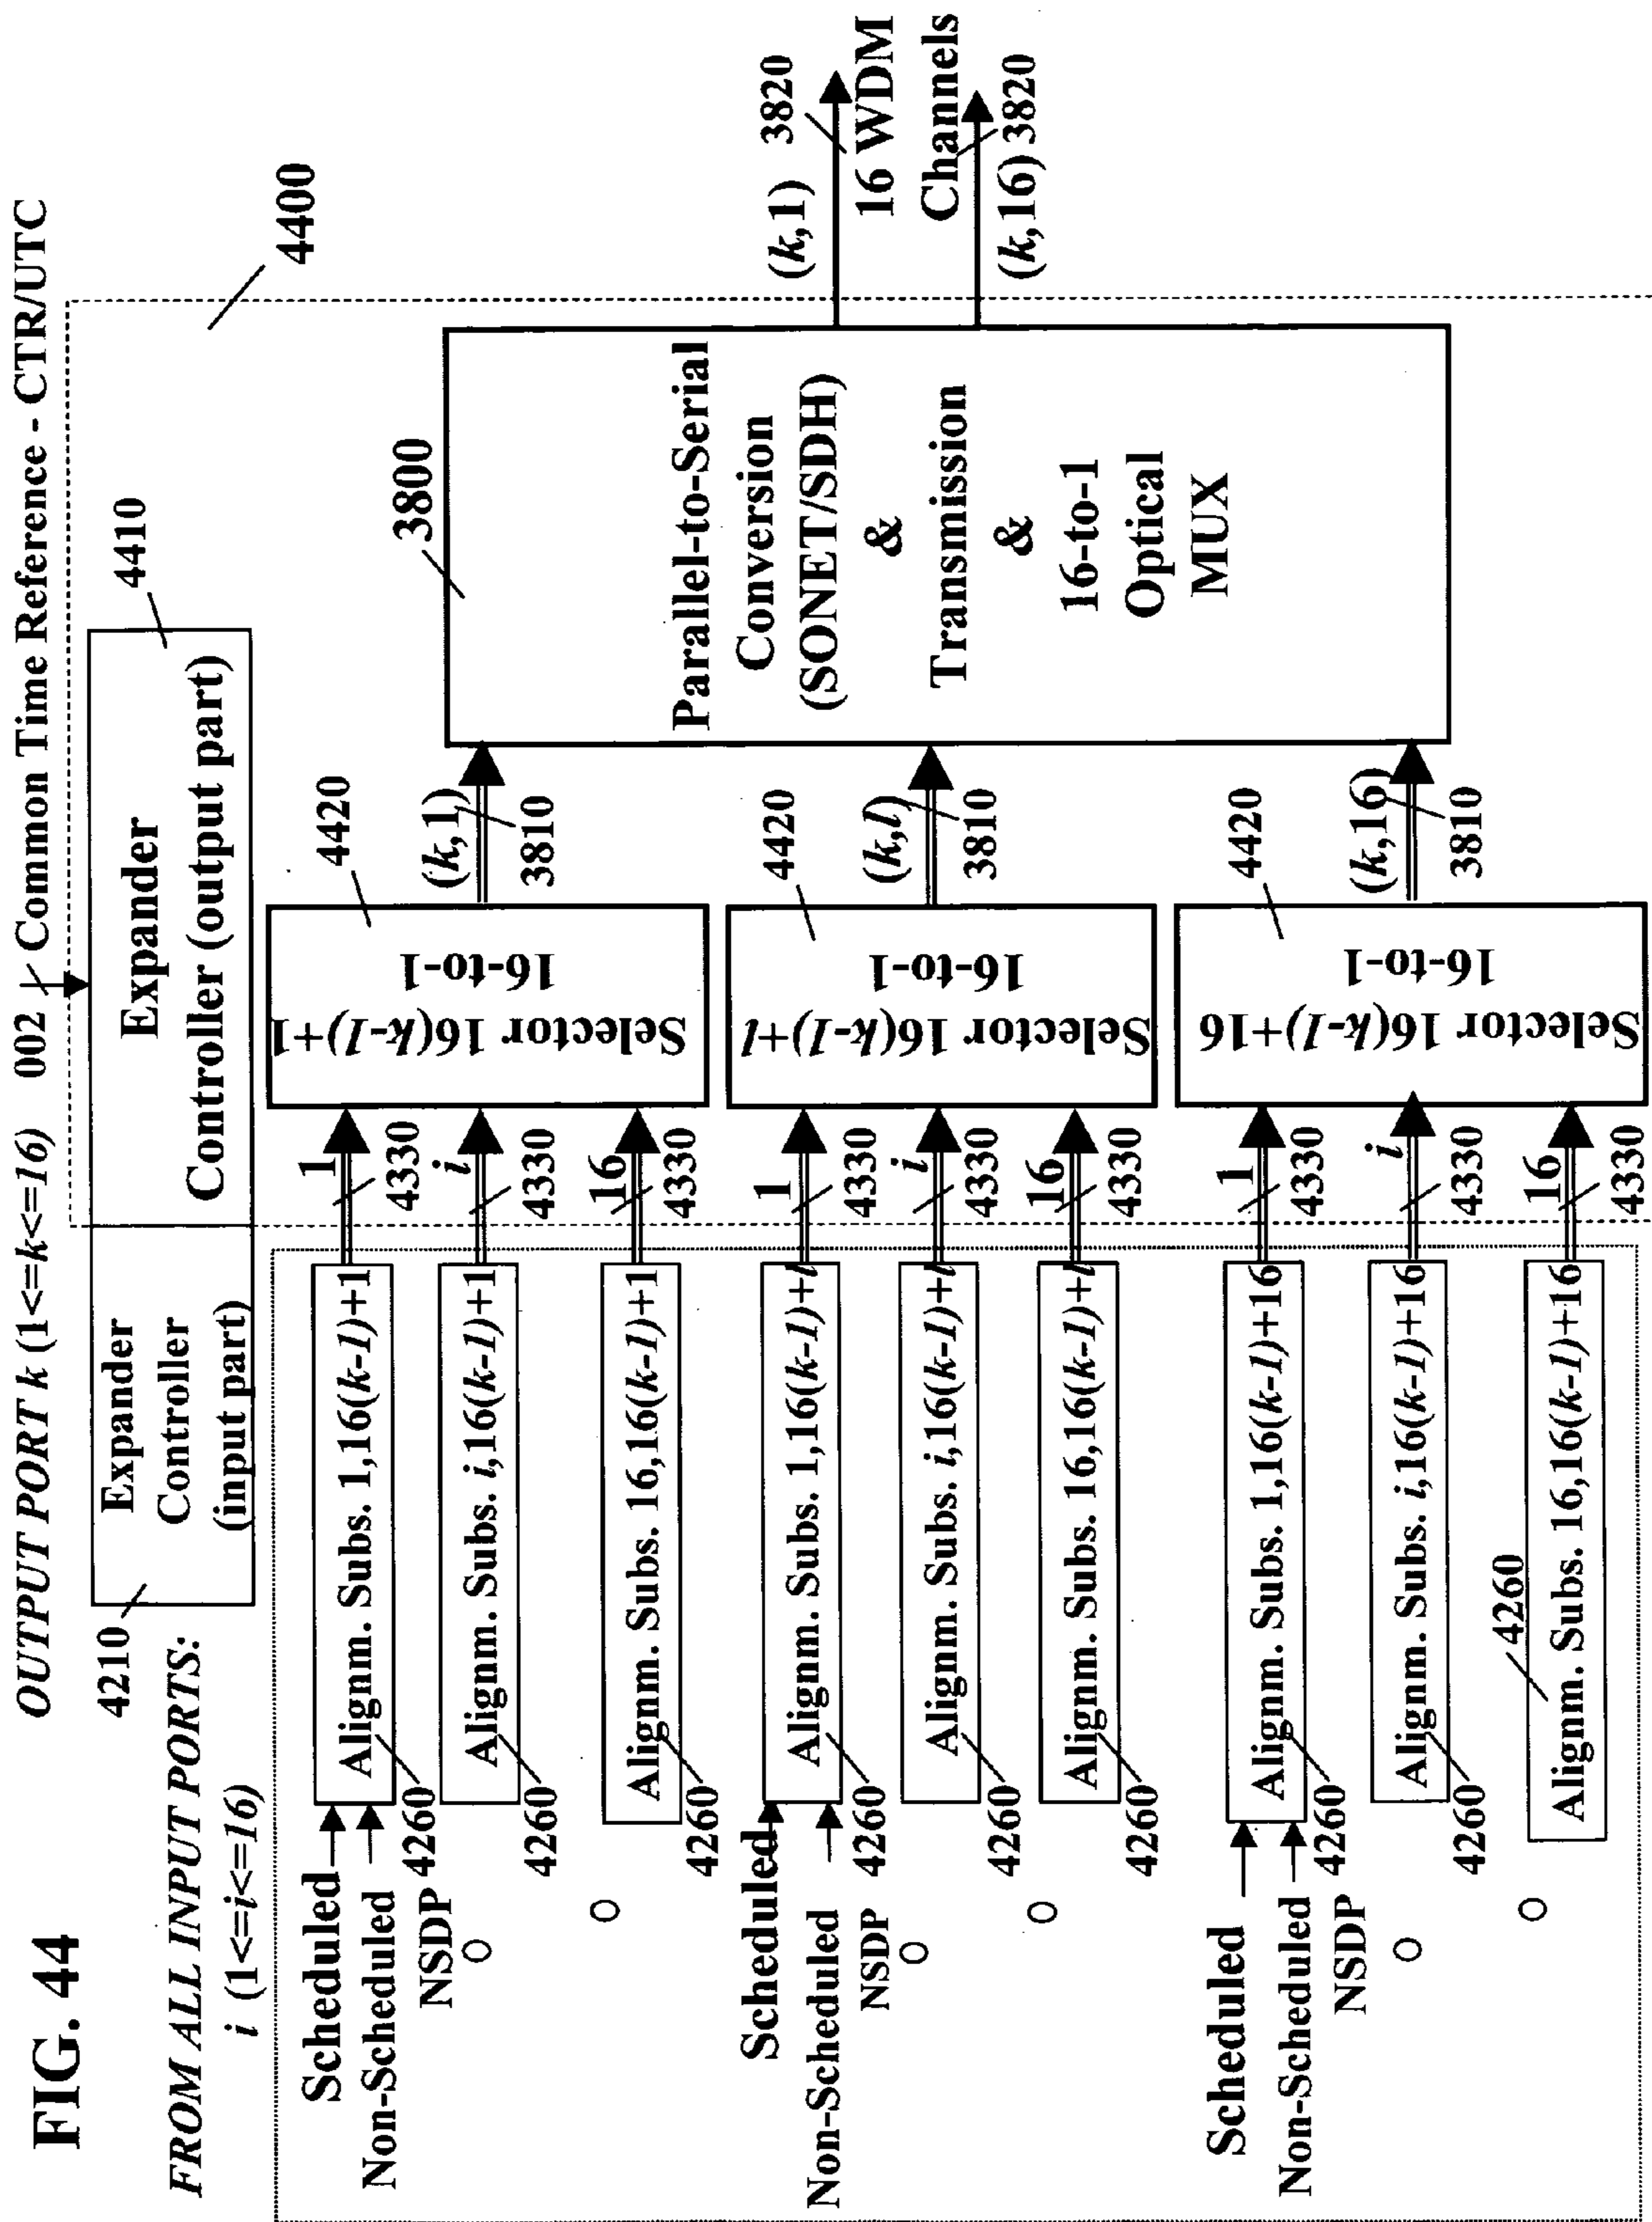 FIG. 44
OUTPUT PORT k (1<=k<=16)
002
Common Time Reference - CTR/UTC
FROM ALL INPUT PORTS:
i (1<=i<=16)
4210
Expander
Controller
(input part)
Expander
Controller (output part)
4410
4400
Scheduled
Non-Scheduled
NSDP
Alignm. Subs. 1,16(k-1)+1
4260
1
4330
Alignm. Subs. i,16(k-1)+1
4260
i
4330
Alignm. Subs. 16,16(k-1)+1
4260
16
4330
16-to-1
Selector 16(k-1)+1
4420
(k,1)
3810
Scheduled
Non-Scheduled
NSDP
Alignm. Subs. 1,16(k-1)+l
4260
1
4330
Alignm. Subs. i,16(k-1)+l
4260
i
4330
Alignm. Subs. 16,16(k-1)+l
4260
16
4330
16-to-1
Selector 16(k-1)+l
4420
(k,l)
3810
Scheduled
Non-Scheduled
NSDP
Alignm. Subs. 1,16(k-1)+16
4260
1
4330
Alignm. Subs. i,16(k-1)+16
4260
i
4330
Alignm. Subs. 16,16(k-1)+16
4260
16
4330
16-to-1
Selector 16(k-1)+16
4420
(k,16)
3810
3800
Parallel-to-Serial
Conversion
(SONET/SDH)
&
Transmission
&
16-to-1
Optical
MUX
(k,1)
3820
16 WDM
Channels
(k,16)
3820